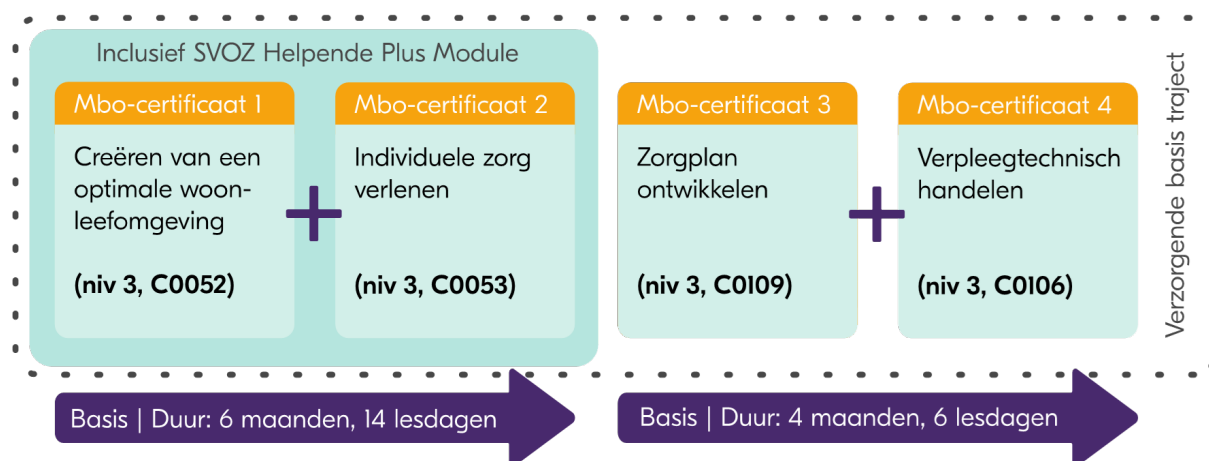 Inclusief SVOZ Helpende Plus Module
Mbo-certificaat 1
Creëren van een
optimale woon-
leefomgeving
(niv 3, C0052)
Mbo-certificaat 2
Individuele zorg
verlenen
(niv 3, C0053)
Mbo-certificaat 3
Zorgplan
ontwikkelen
(niv 3, C0109)
Mbo-certificaat 4
Verpleegtechnisch
handelen
(niv 3, C0106)
Verzorgende basis traject
Basis | Duur: 6 maanden, 14 lesdagen
Basis | Duur: 4 maanden, 6 lesdagen